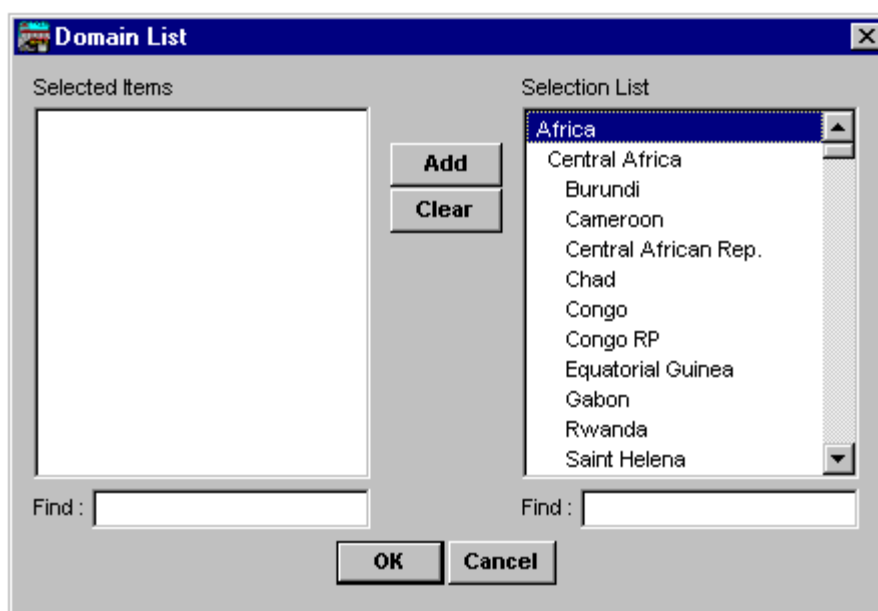 Domain List
Selected Items
Selection List
Add
Clear
Africa
Central Africa
Burundi
Cameroon
Central African Rep.
Chad
Congo
Congo RP
Equatorial Guinea
Gabon
Rwanda
Saint Helena
Find :
Find :
OK
Cancel